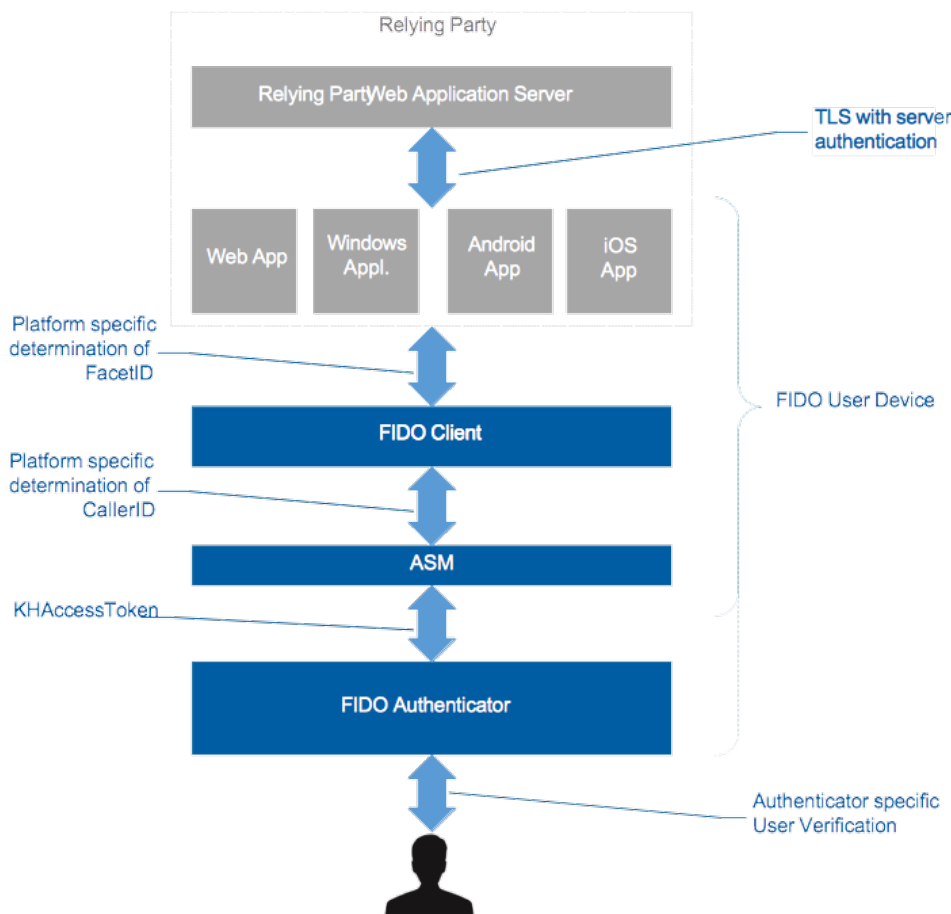 Relying Party
Relying PartyWeb Application Server
TLS with server
authentication
Web App
Windows
Appl.
Android
App
iOS
App
Platform specific
determination of
FacetID
FIDO User Device
FIDO Client
Platform specific
determination of
CallerID
ASM
KHAccessToken
FIDO Authenticator
Authenticator specific
User Verification